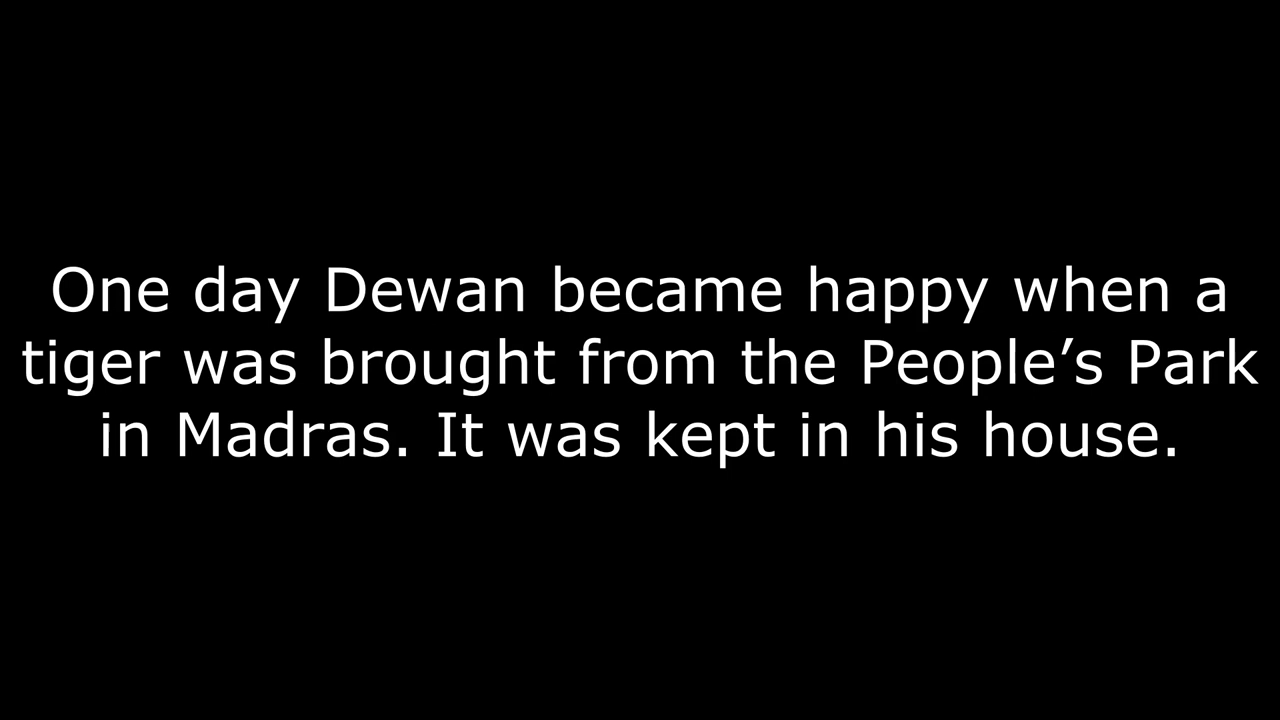 One day Dewan became happy when a
tiger was brought from the People’s Park
in Madras. It was kept in his house.